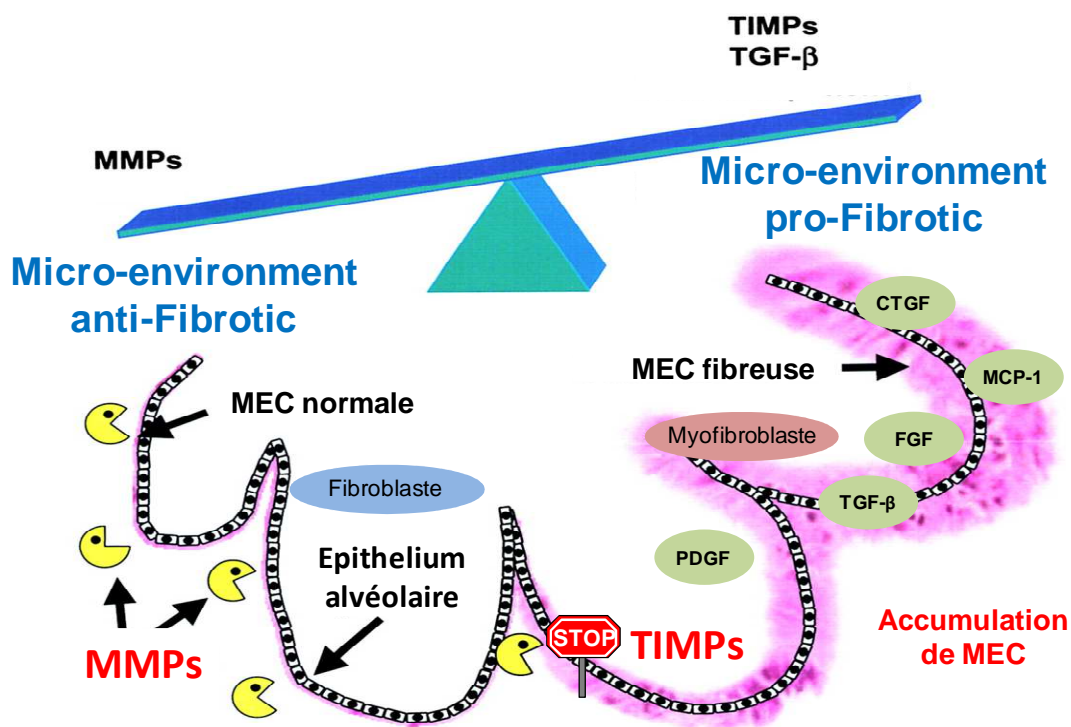 TIMPs
TGF-β
MMPs
Micro-environment
pro-Fibrotic
Micro-environment
anti-Fibrotic
CTGF
MEC fibreuse
MCP-1
MEC normale
Myofibroblaste
FGF
Fibroblaste
TGF-β
PDGF
Epithelium
alvéolaire
Accumulation
de MEC
STOP
TIMPs
MMPs